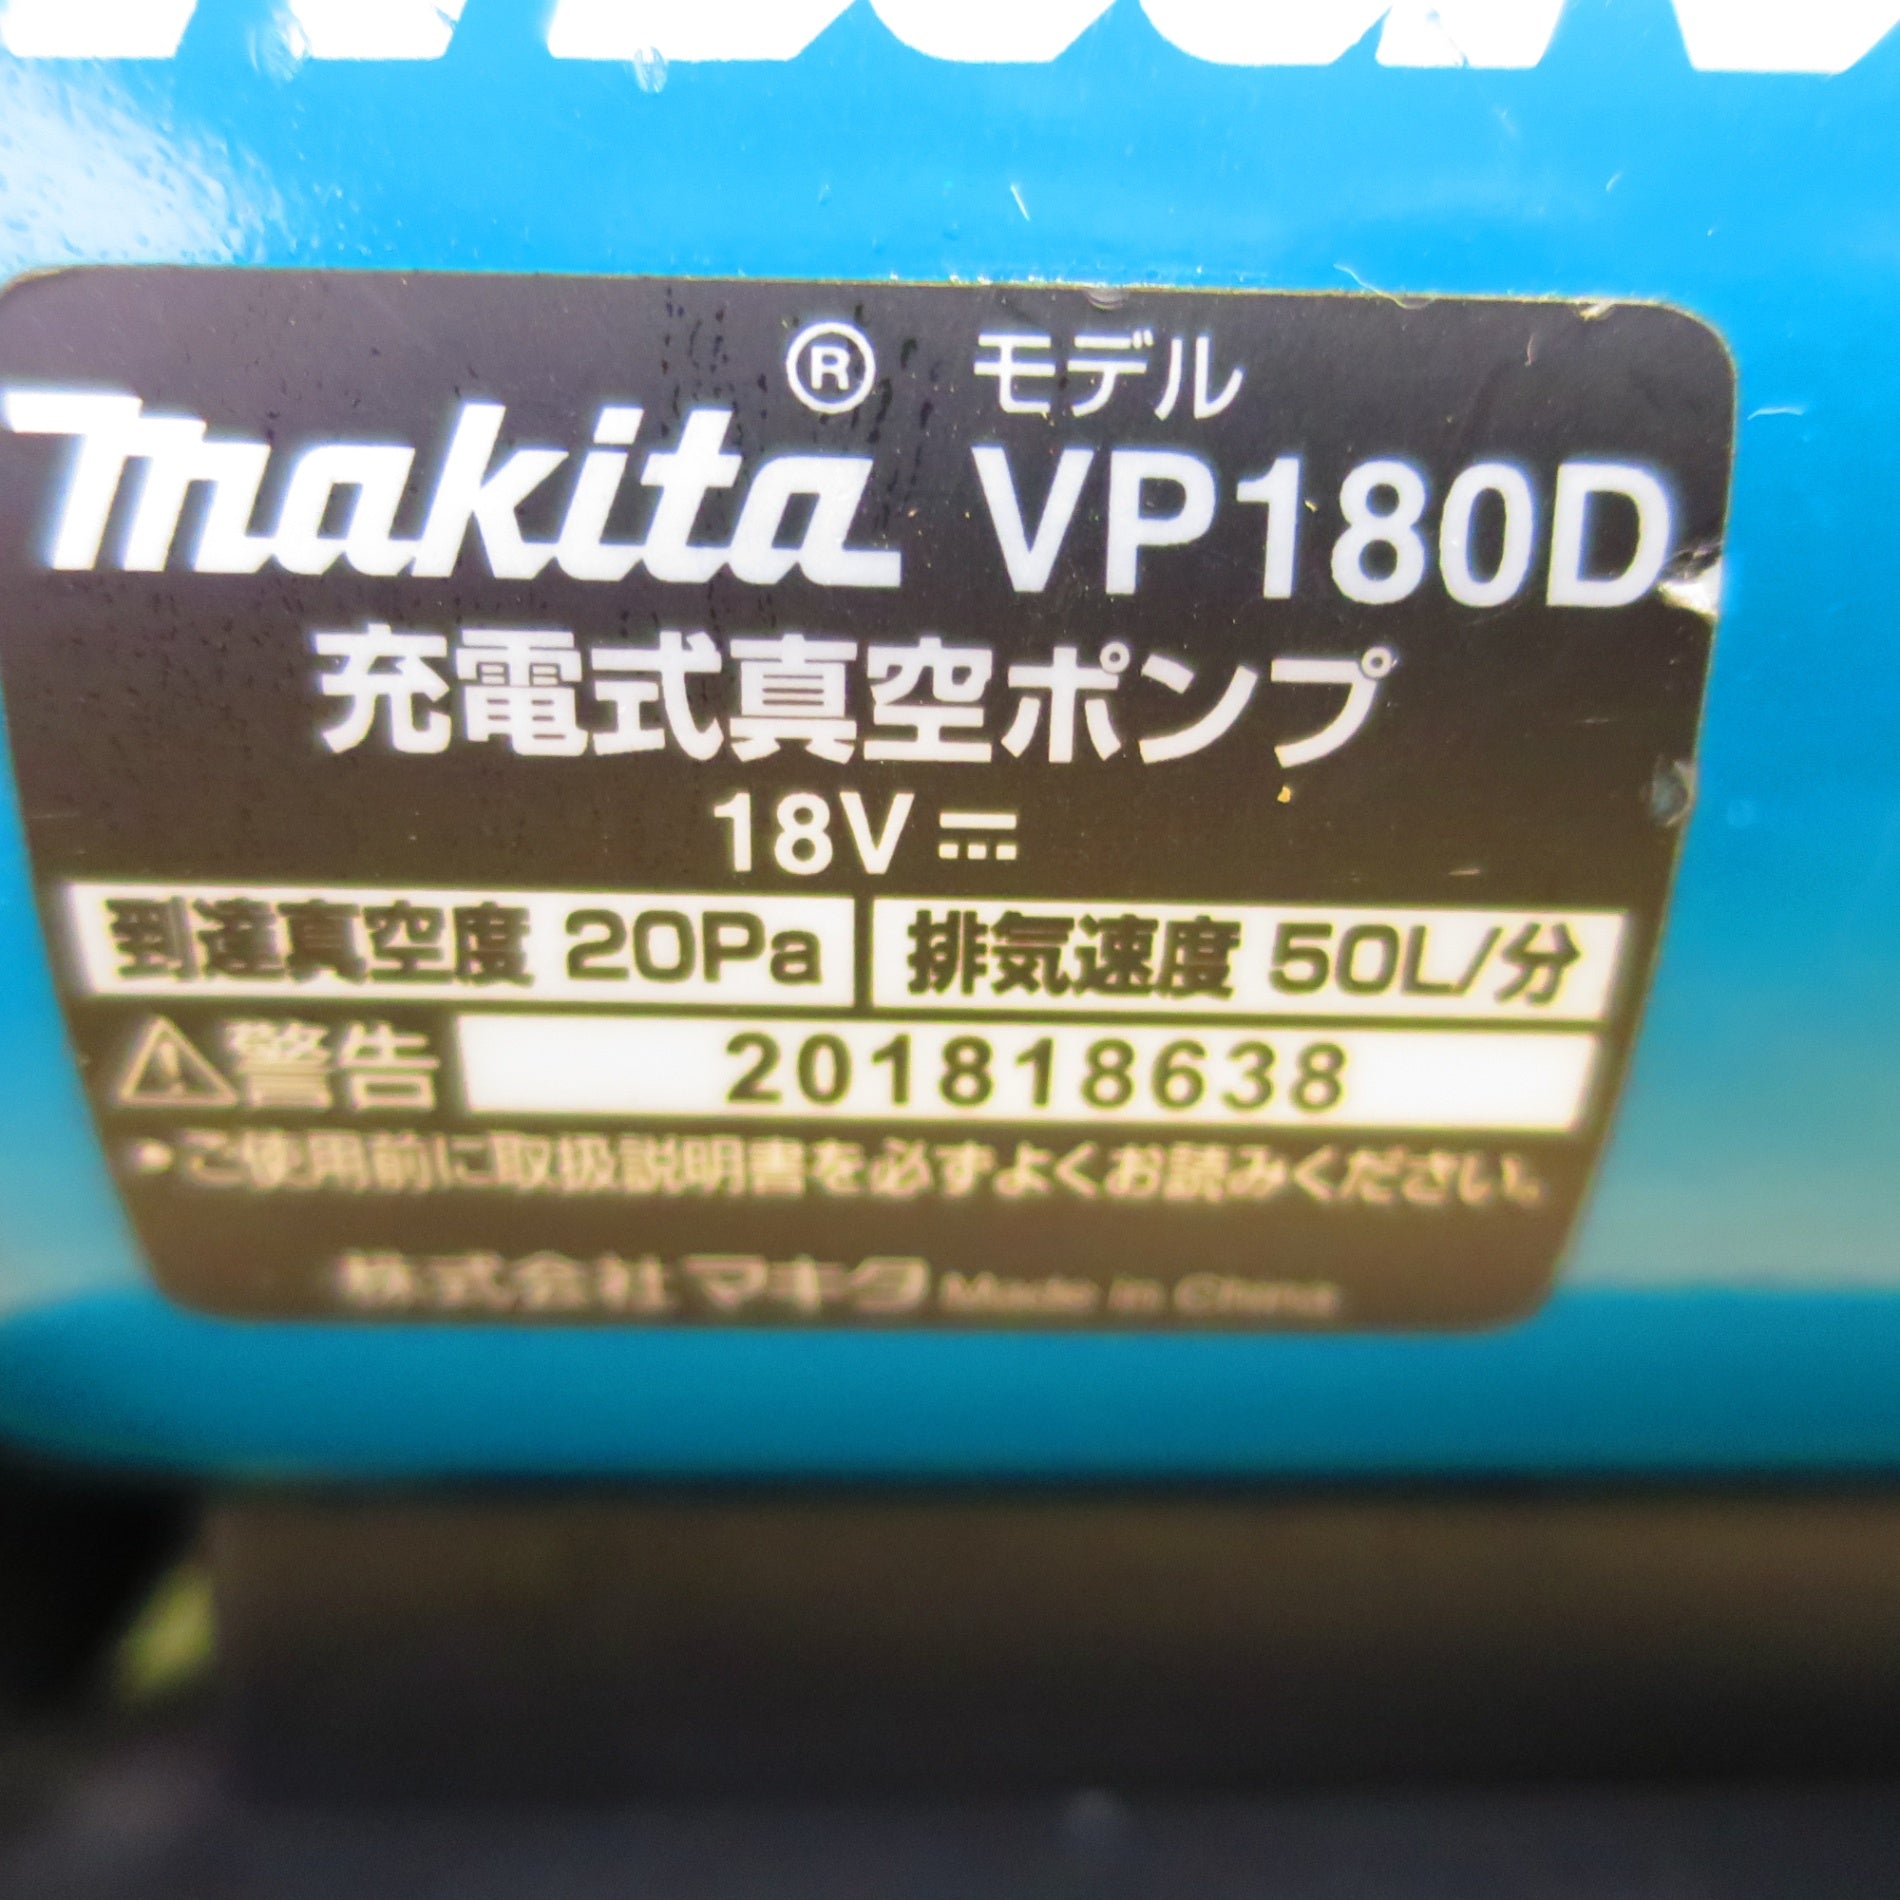 モデル
makita® VP180D
充電式真空ポンプ
18V ⎓
到達真空度 20Pa 排気速度 50L/分
⚠警告 201818638
•ご使用前に取扱説明書を必ずよくお読みください。
株式会社マキタ Made in China